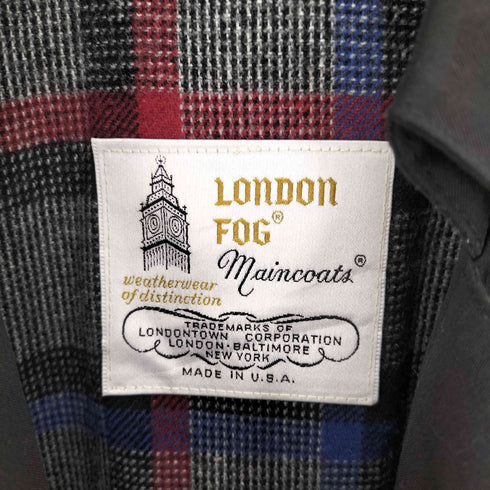 LONDON
FOG®
Maincoats®
weatherwear
of distinction
TRADEMARKS OF
LONDONTOWN CORPORATION
LONDON·BALTIMORE
NEW YORK
MADE IN U.S.A.